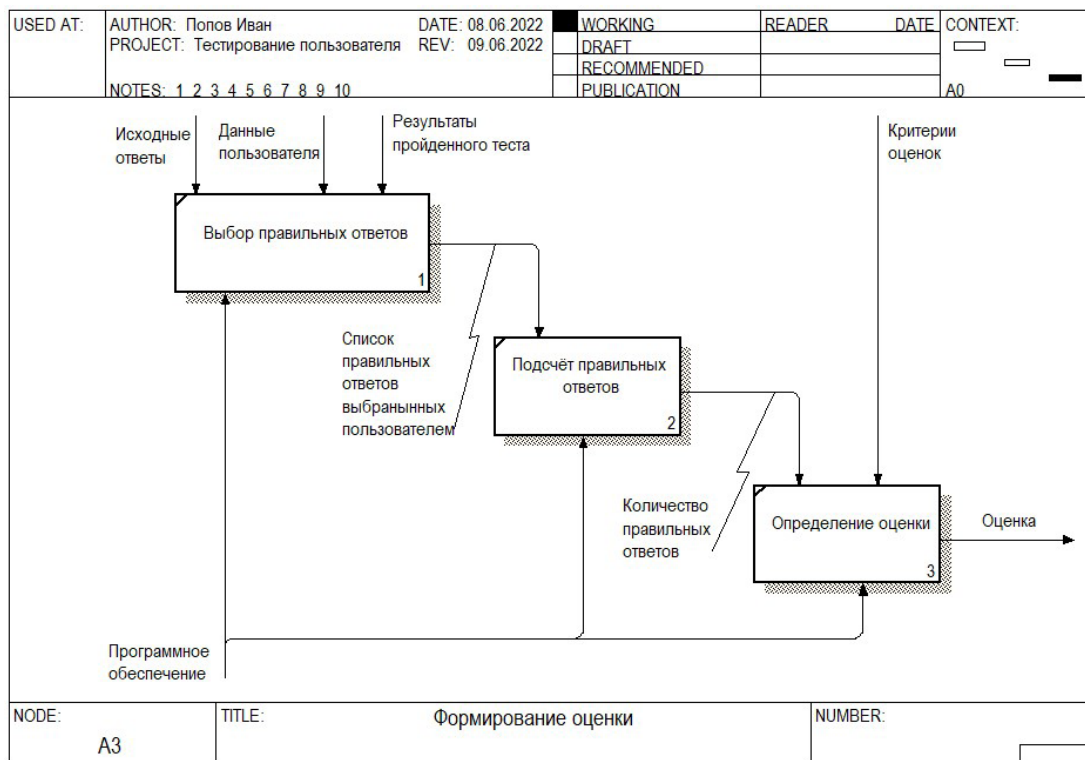 USED AT:
AUTHOR: Попов Иван
DATE: 08.06.2022
PROJECT: Тестирование пользователя
REV: 09.06.2022
NOTES: 1 2 3 4 5 6 7 8 9 10
WORKING
DRAFT
RECOMMENDED
PUBLICATION
READER
DATE
CONTEXT:
A0
Исходные
ответы
Данные
пользователя
Результаты
пройденного теста
Критерии
оценок
Выбор правильных ответов
1
Список
правильных
ответов
выбранынных
пользователем
Подсчёт правильных
ответов
2
Количество
правильных
ответов
Определение оценки
3
Оценка
Программное
обеспечение
NODE:
A3
TITLE:
Формирование оценки
NUMBER: